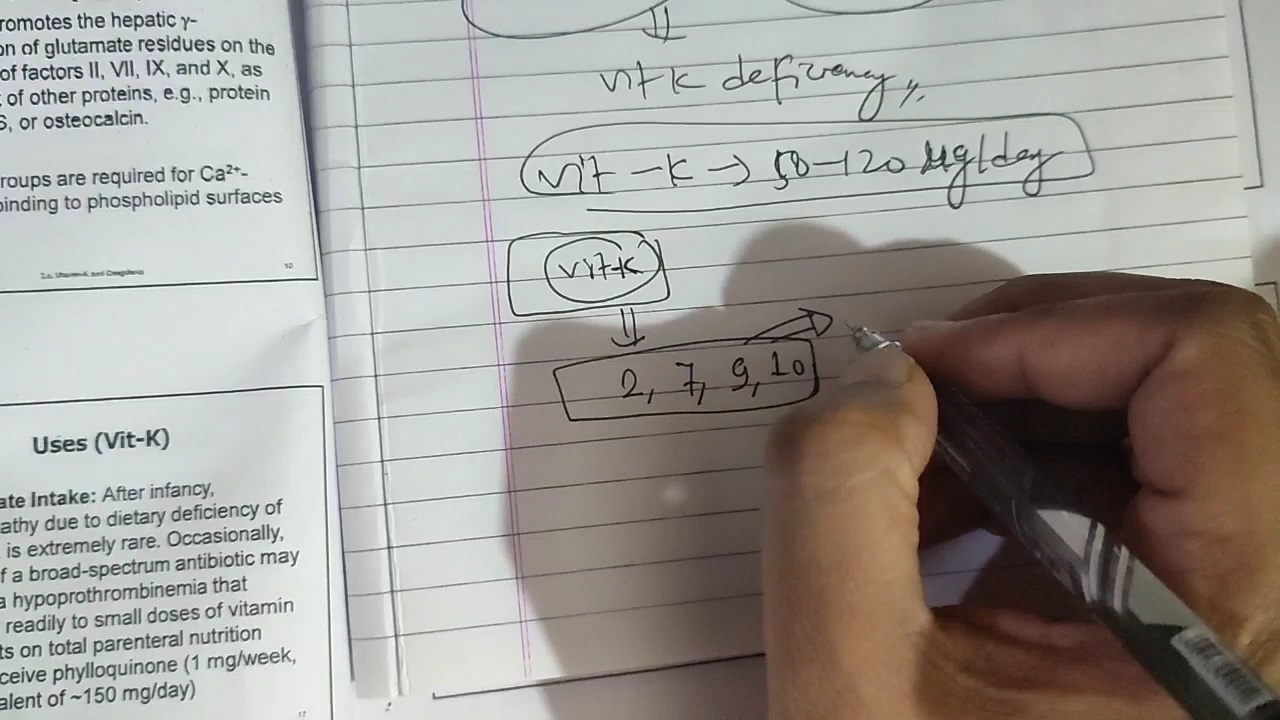 romotes the hepatic γ-
on of glutamate residues on the
of factors II, VII, IX, and X, as
of other proteins, e.g., protein
S, or osteocalcin.
roups are required for Ca²⁺-
binding to phospholipid surfaces
10
Uses (Vit-K)
ate Intake: After infancy,
athy due to dietary deficiency of
is extremely rare. Occasionally,
f a broad-spectrum antibiotic may
a hypoprothrombinemia that
readily to small doses of vitamin
ts on total parenteral nutrition
ceive phylloquinone (1 mg/week,
alent of ~150 mg/day)
17
vit K deficiency
vit - K → 50-120 μg/day
vit-K
2, 7, 9, 10